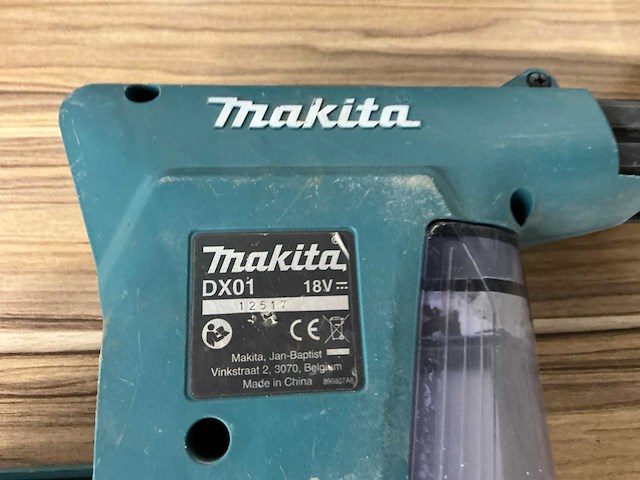 makita
makita
DX01 18V
12517
CE
Makita, Jan-Baptist
Vinkstraat 2, 3070, Belgium
Made in China